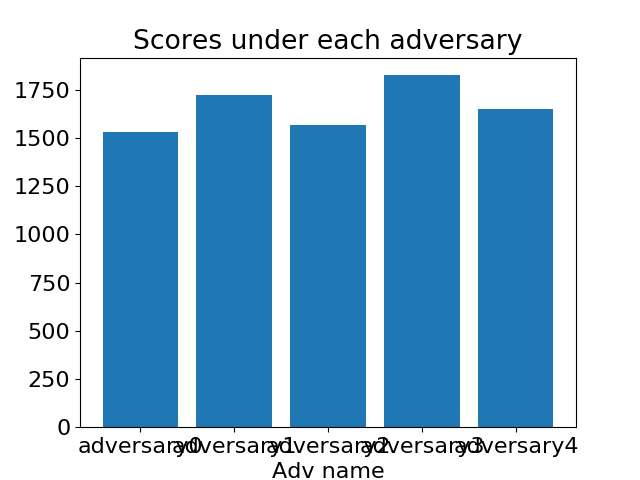 Scores under each adversary
1750
1500
1250
1000
750
500
250
0
adversary0 adversary1 adversary2 adversary3 adversary4
Adv name